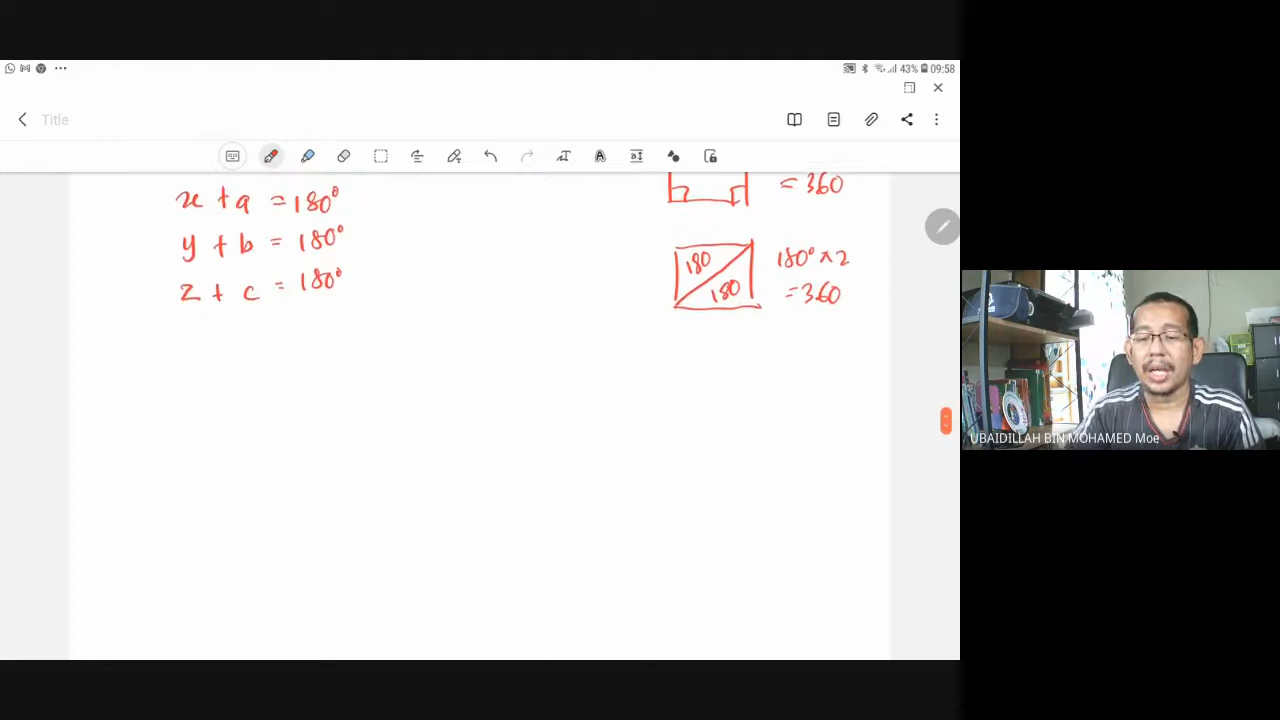 43% 09:58
Title
x + a = 180°
y + b = 180°
z + c = 180°
= 360
180
180
180° x 2
= 360
UBAIDILLAH BIN MOHAMED Moe